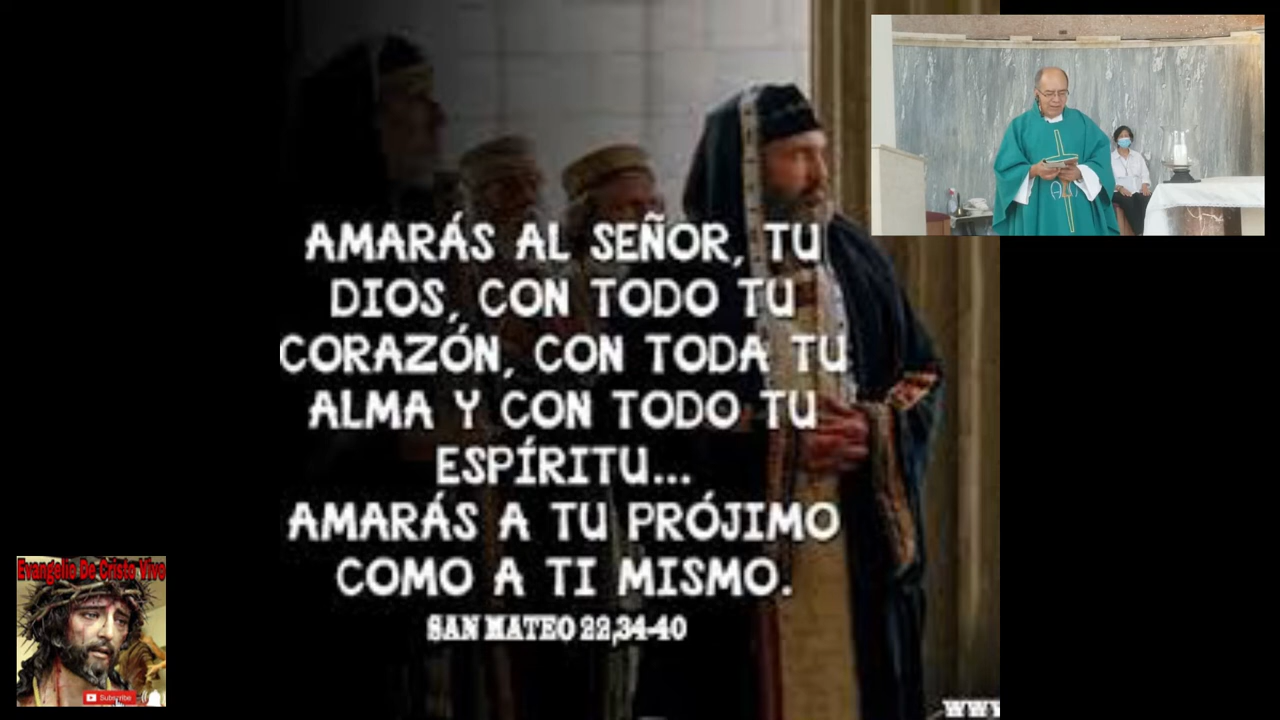 AMARÁS AL SEÑOR, TU
DIOS, CON TODO TU
CORAZÓN, CON TODA TU
ALMA Y CON TODO TU
ESPÍRITU...
AMARÁS A TU PRÓJIMO
COMO A TI MISMO.
SAN MATEO 22,34-40
Evangelio De Cristo Vivo
Subscribe
WWW